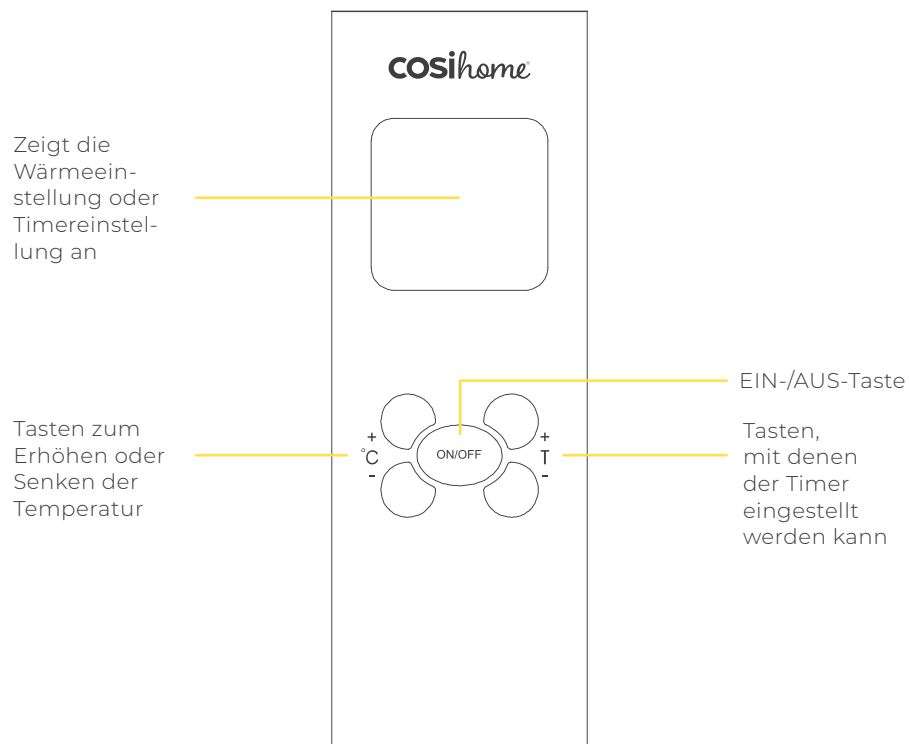 cosihome
Zeigt die
Wärmeein-
stellung oder
Timereinstel-
lung an
Tasten zum
Erhöhen oder
Senken der
Temperatur
+
°C
-
ON/OFF
+
T
-
EIN-/AUS-Taste
Tasten,
mit denen
der Timer
eingestellt
werden kann